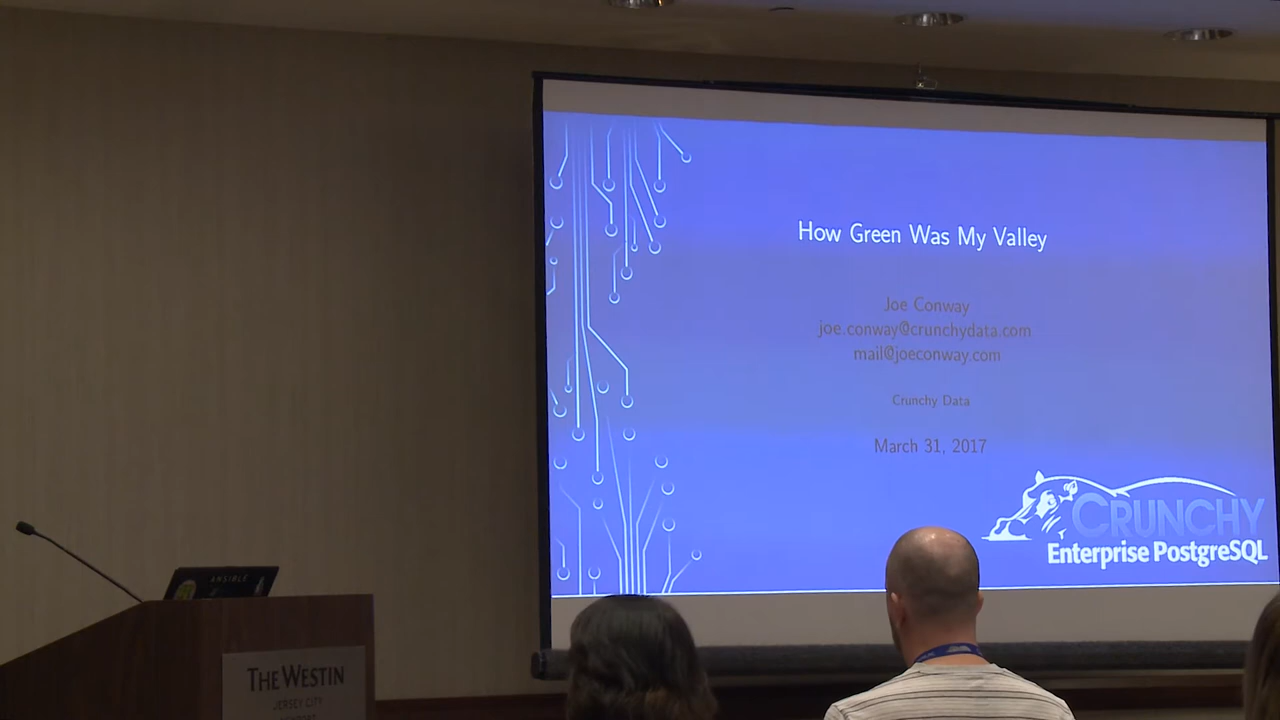 How Green Was My Valley
Joe Conway
joe.conway@crunchydata.com
mail@joeconway.com
Crunchy Data
March 31, 2017
CRUNCHY
Enterprise PostgreSQL
ANSIBLE
THE WESTIN
JERSEY CITY